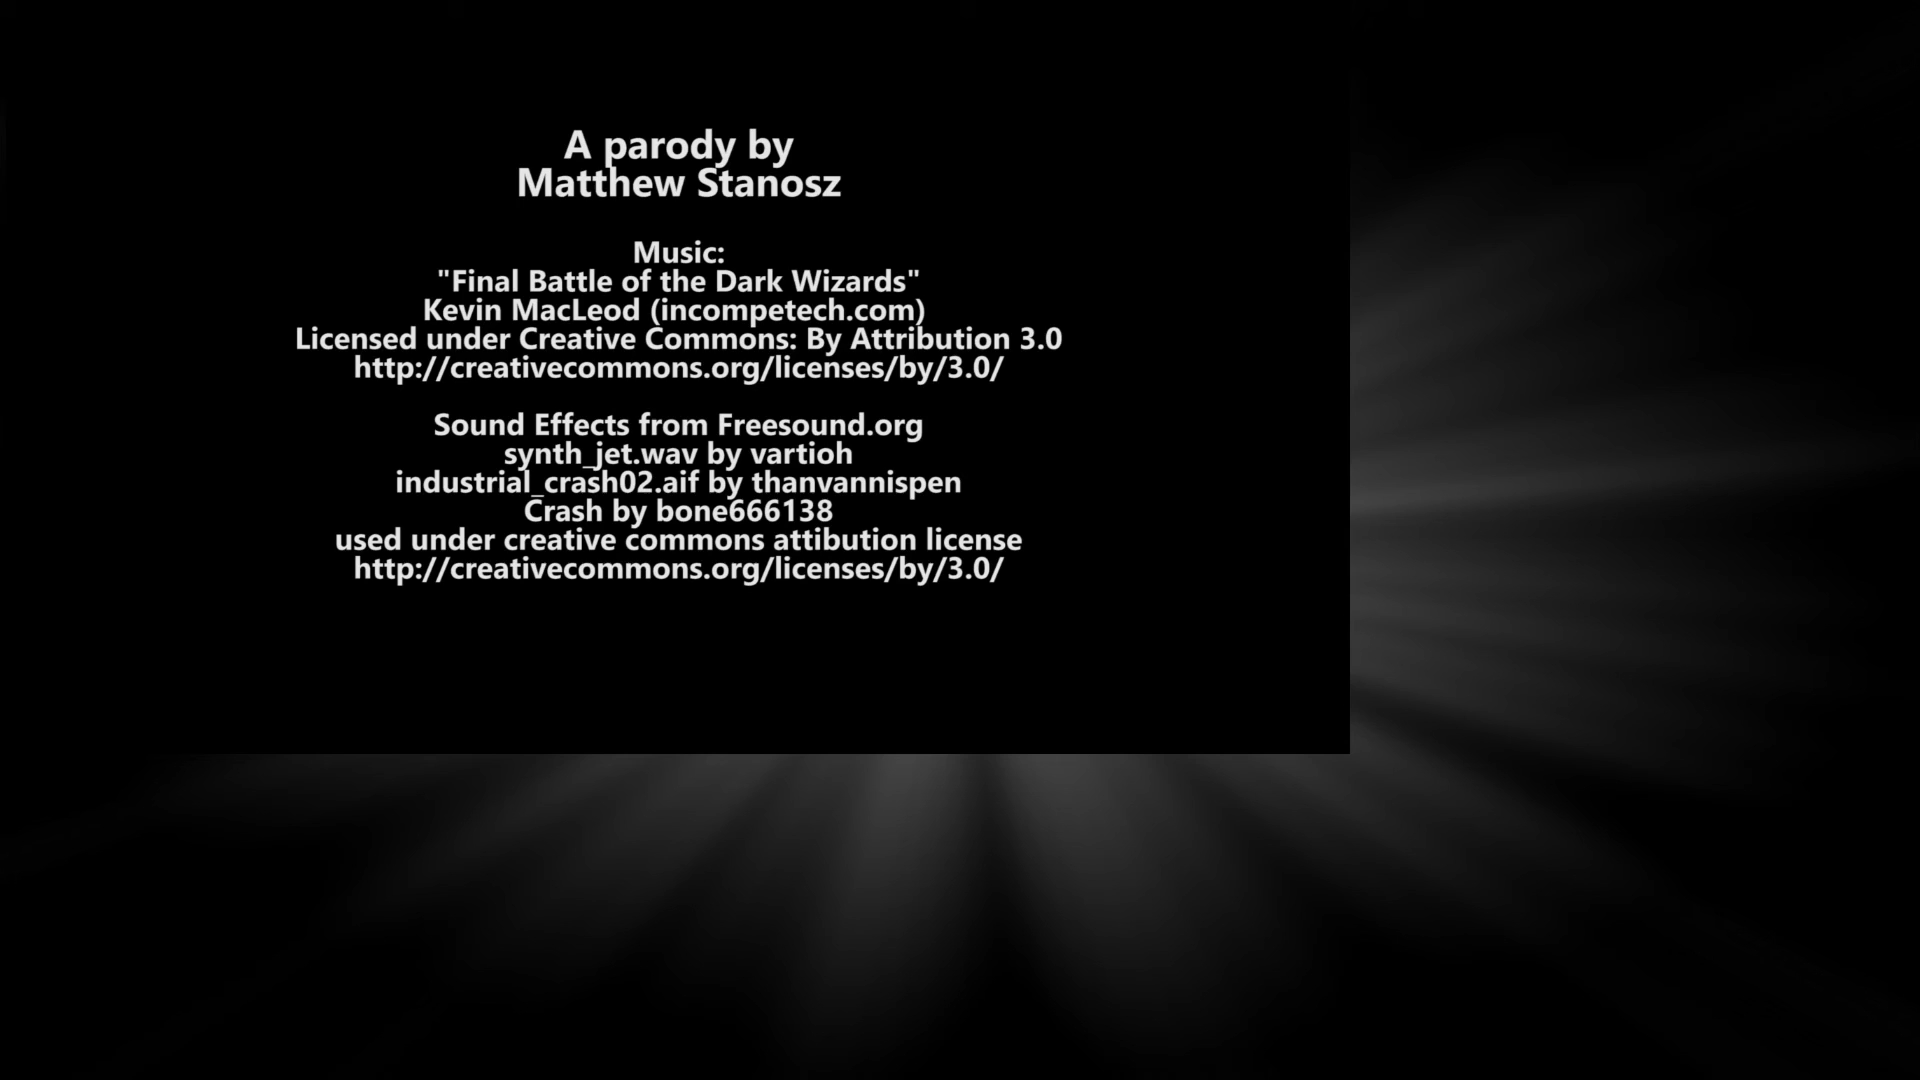 A parody by
Matthew Stanosz
Music:
"Final Battle of the Dark Wizards"
Kevin MacLeod (incompetech.com)
Licensed under Creative Commons: By Attribution 3.0
http://creativecommons.org/licenses/by/3.0/
Sound Effects from Freesound.org
synth_jet.wav by vartioh
industrial_crash02.aif by thanvannispen
Crash by bone666138
used under creative commons attibution license
http://creativecommons.org/licenses/by/3.0/